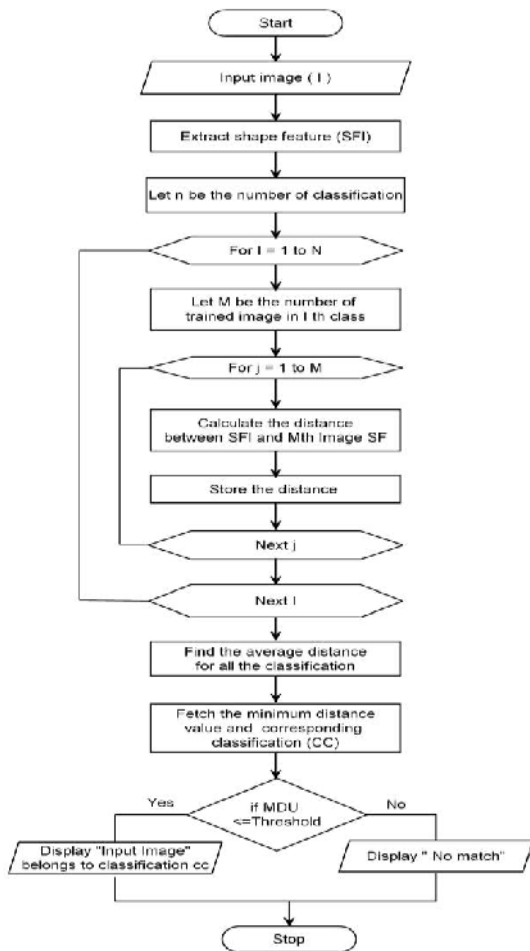 Start
Input image ( I )
Extract shape feature (SFI)
Let n be the number of classification
For I = 1 to N
Let M be the number of
trained image in I th class
For j = 1 to M
Calculate the distance
between SFI and Mth Image SF
Store the distance
Next j
Next I
Find the average distance
for all the classification
Fetch the minimum distance
value and corresponding
classification (CC)
if MDU
<=Threshold
Yes
No
Display "Input Image"
belongs to classification cc
Display " No match"
Stop